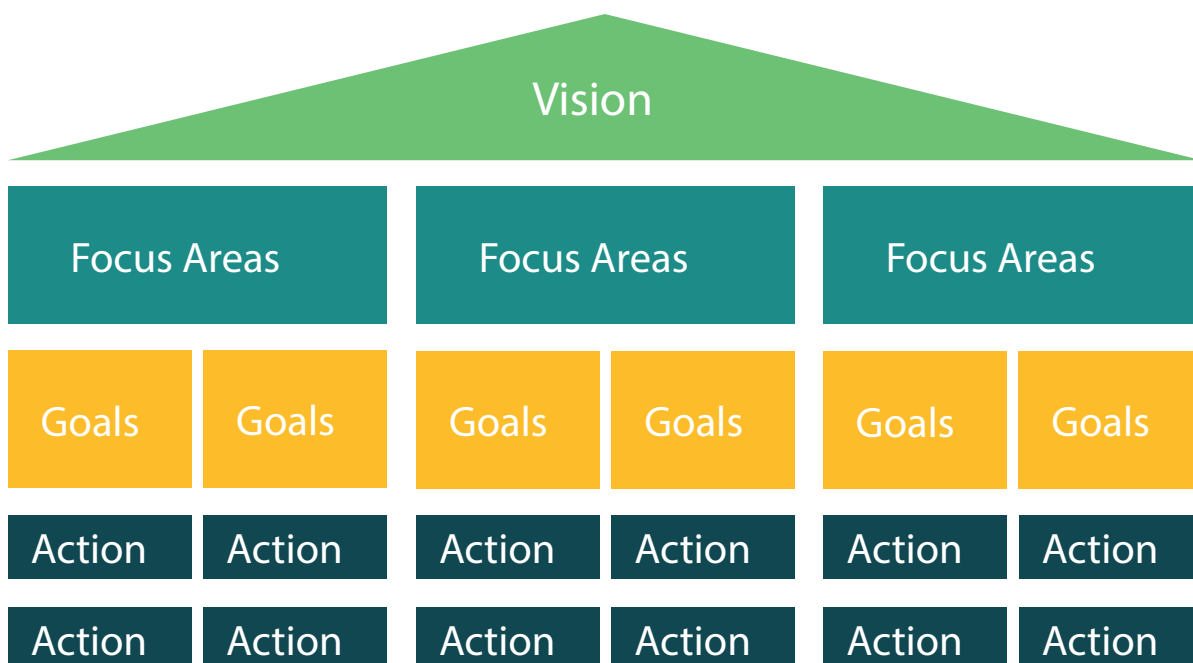 Vision
Focus Areas Focus Areas Focus Areas
Goals Goals Goals Goals Goals Goals
Action Action Action Action Action Action
Action Action Action Action Action Action